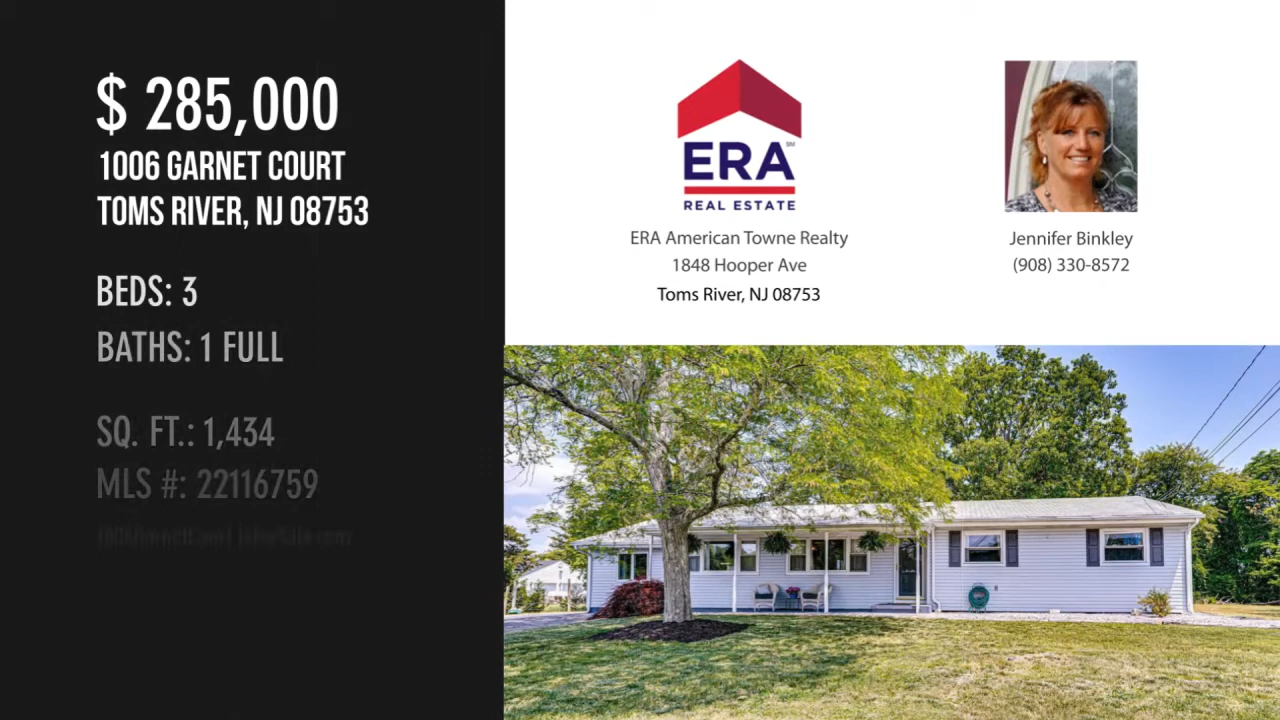 $ 285,000
1006 GARNET COURT
TOMS RIVER, NJ 08753
BEDS: 3
BATHS: 1 FULL
SQ. FT.: 1,434
MLS #: 22116759
ERA SM
REAL ESTATE
ERA American Towne Realty
1848 Hooper Ave
Toms River, NJ 08753
Jennifer Binkley
(908) 330-8572